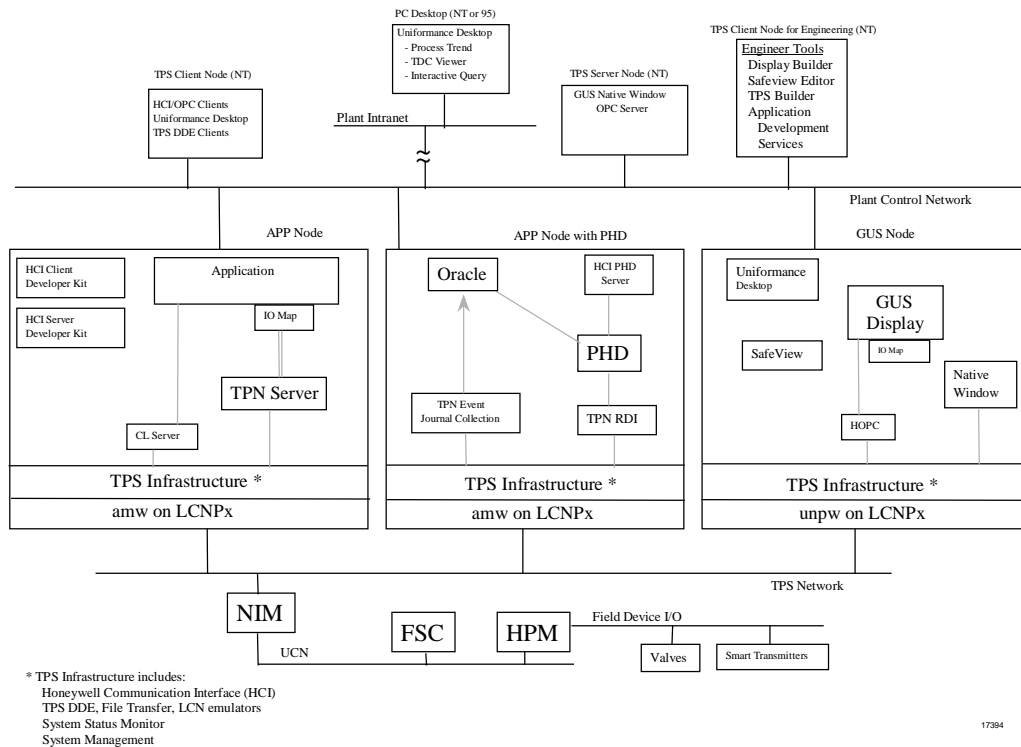 PC Desktop (NT or 95)
Uniformance Desktop
- Process Trend
- TDC Viewer
- Interactive Query
TPS Client Node for Engineering (NT)
Engineer Tools
Display Builder
Safeview Editor
TPS Builder
Application
Development
Services
TPS Client Node (NT)
HCI/OPC Clients
Uniformance Desktop
TPS DDE Clients
TPS Server Node (NT)
GUS Native Window
OPC Server
Plant Intranet
Plant Control Network
APP Node
HCI Client
Developer Kit
HCI Server
Developer Kit
Application
IO Map
TPN Server
CL Server
TPS Infrastructure *
amw on LCNPx
APP Node with PHD
Oracle
HCI PHD
Server
PHD
TPN Event
Journal Collection
TPN RDI
TPS Infrastructure *
amw on LCNPx
GUS Node
Uniformance
Desktop
GUS
Display
IO Map
SafeView
Native
Window
HOPC
TPS Infrastructure *
unpw on LCNPx
TPS Network
NIM
FSC
HPM
UCN
Field Device I/O
Valves
Smart Transmitters
* TPS Infrastructure includes:
Honeywell Communication Interface (HCI)
TPS DDE, File Transfer, LCN emulators
System Status Monitor
System Management
17394